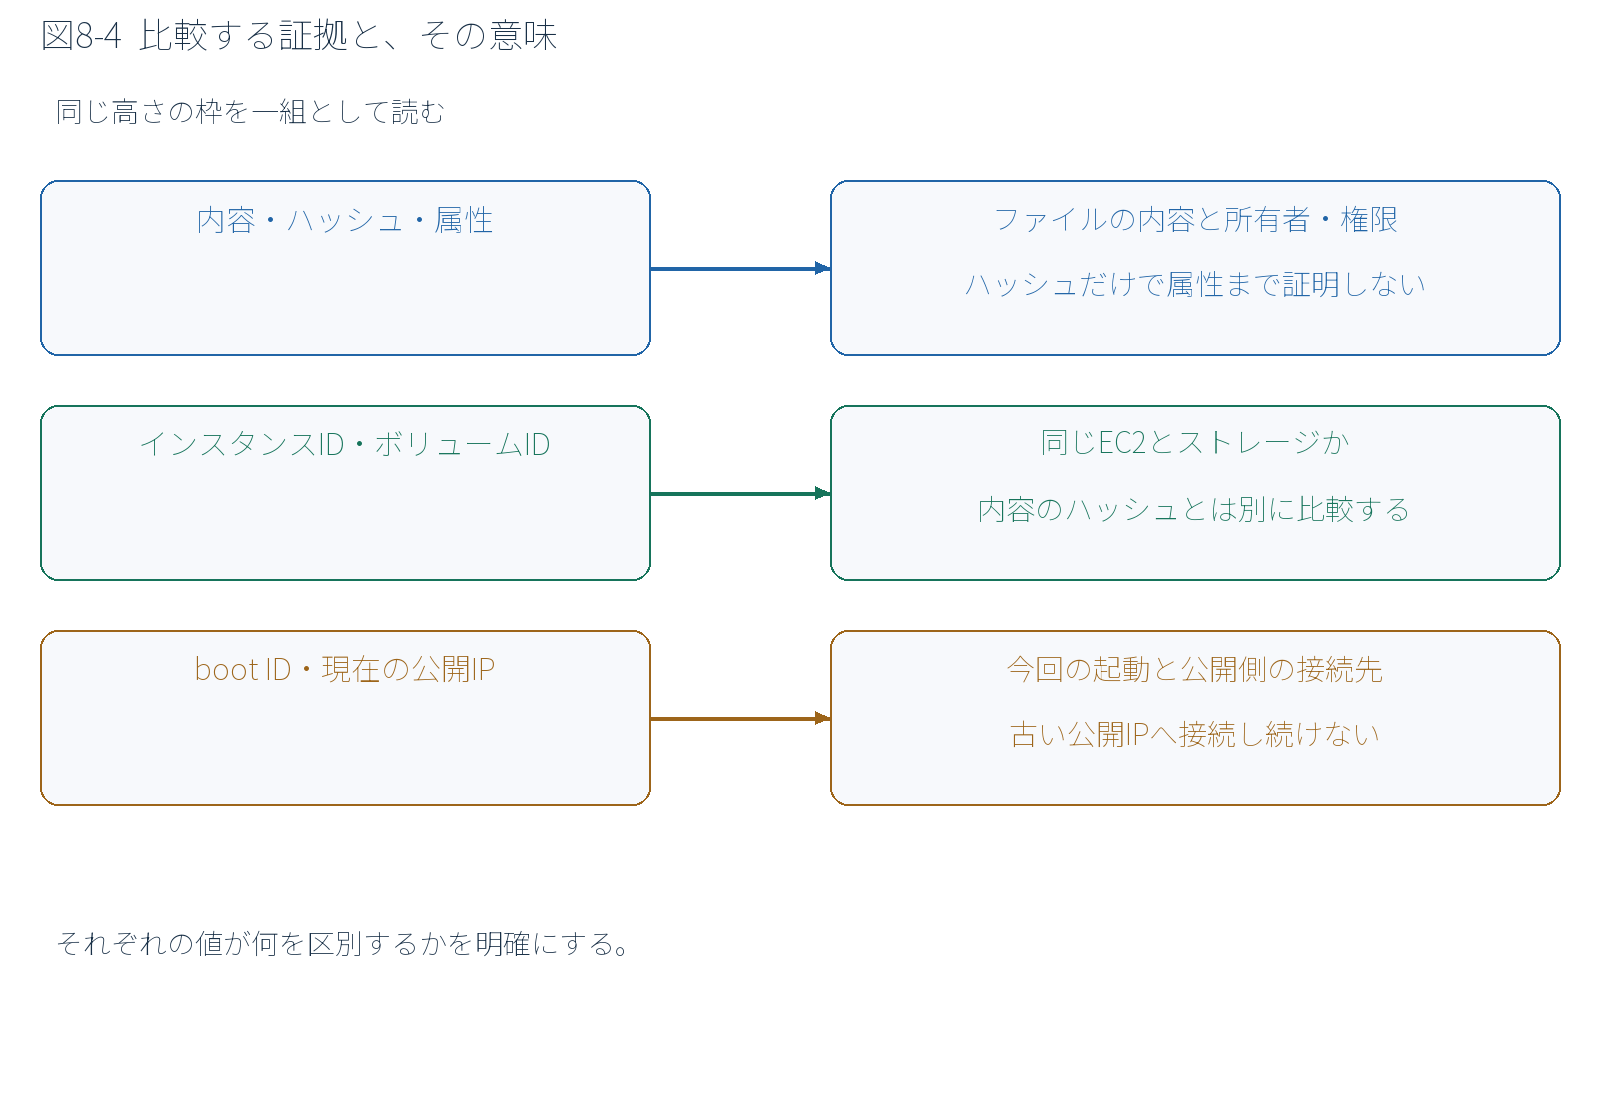 図8-4 比較する証拠と、その意味
同じ高さの枠を一組として読む
内容・ハッシュ・属性
ファイルの内容と所有者・権限
ハッシュだけで属性まで証明しない
インスタンスID・ボリュームID
同じEC2とストレージか
内容のハッシュとは別に比較する
boot ID・現在の公開IP
今回の起動と公開側の接続先
古い公開IPへ接続し続けない
それぞれの値が何を区別するかを明確にする。